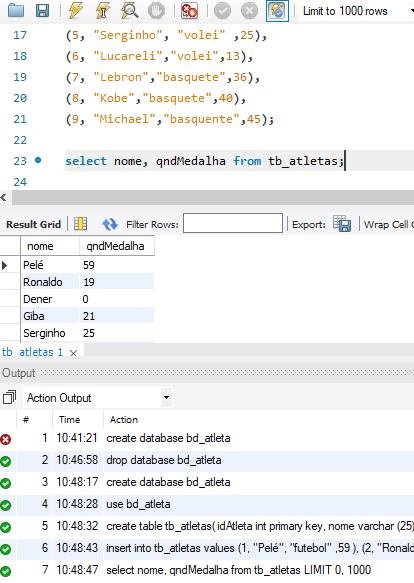 Limit to 1000 rows
17 (5, "Serginho", "volei" ,25),
18 (6, "Lucareli","volei",13),
19 (7, "Lebron","basquete",36),
20 (8, "Kobe","basquete",40),
21 (9, "Michael","basquente",45);
22
23 select nome, qndMedalha from tb_atletas;
24
Result Grid Filter Rows: Export: Wrap Cell C
nome qndMedalha
Pelé 59
Ronaldo 19
Dener 0
Giba 21
Serginho 25
tb_atletas 1 ×
Output
Action Output
# Time Action
1 10:41:21 create database bd_atleta
2 10:46:58 drop database bd_atleta
3 10:48:17 create database bd_atleta
4 10:48:28 use bd_atleta
5 10:48:32 create table tb_atletas( idAtleta int primary key, nome varchar (25)
6 10:48:43 insert into tb_atletas values (1, "Pelé", "futebol" ,59 ), (2, "Ronald
7 10:48:47 select nome, qndMedalha from tb_atletas LIMIT 0, 1000